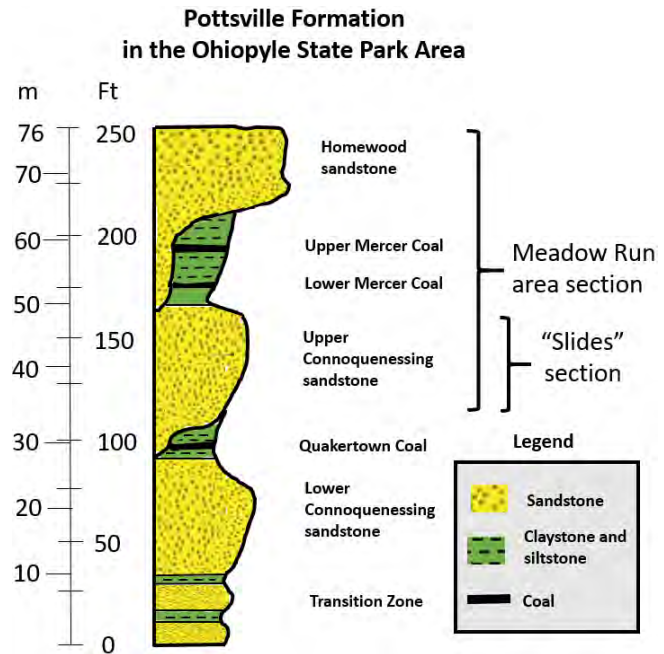 Pottsville Formation
in the Ohiopyle State Park Area
m Ft
76 250
70
60 200
50
150
40
30 100
20
50
10
0
Homewood
sandstone
Upper Mercer Coal
Lower Mercer Coal
Upper
Connoquenessing
sandstone
Quakertown Coal
Lower
Connoquenessing
sandstone
Transition Zone
Meadow Run
area section
“Slides”
section
Legend
Sandstone
Claystone and
siltstone
Coal